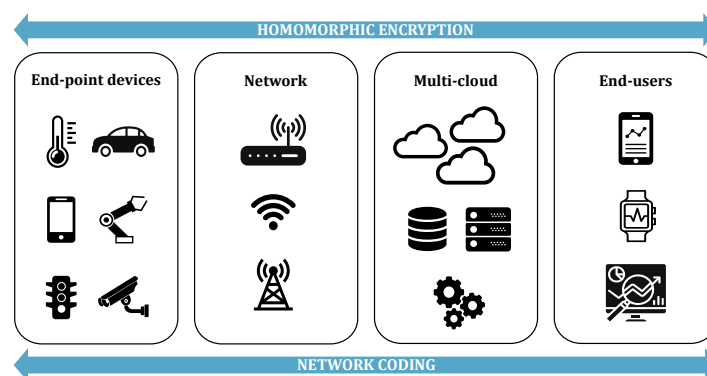 HOMOMORPHIC ENCRYPTION
End-point devices
Network
Multi-cloud
End-users
NETWORK CODING